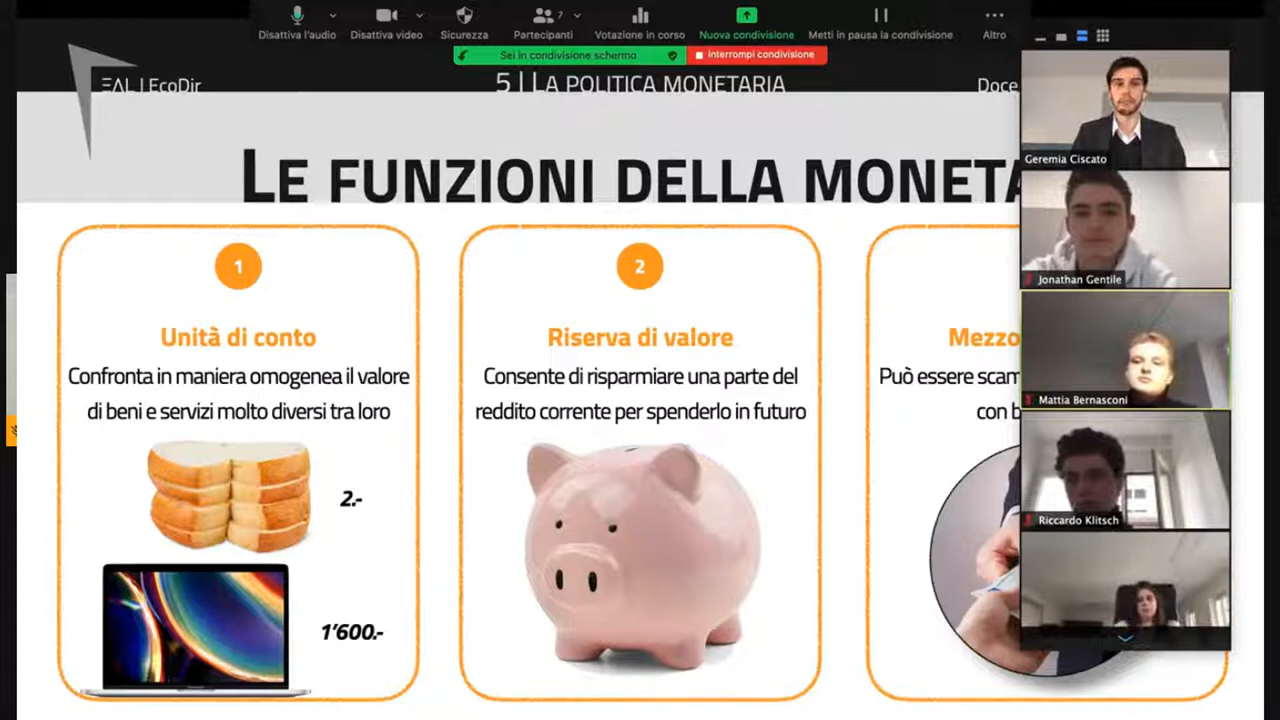 Disattiva l'audio
Disattiva video
Sicurezza
Partecipanti
7
Votazione in corso
Nuova condivisione
Metti in pausa la condivisione
Altro
Sei in condivisione schermo
Interrompi condivisione
ΞΛL | EcoDir
5 | LA POLITICA MONETARIA
Doce
LE FUNZIONI DELLA MONETA
1
Unità di conto
Confronta in maniera omogenea il valore
di beni e servizi molto diversi tra loro
2.-
1'600.-
2
Riserva di valore
Consente di risparmiare una parte del
reddito corrente per spenderlo in futuro
Mezzo
Può essere scam
con b
Geremia Ciscato
Jonathan Gentile
Mattia Bernasconi
Riccardo Klitsch